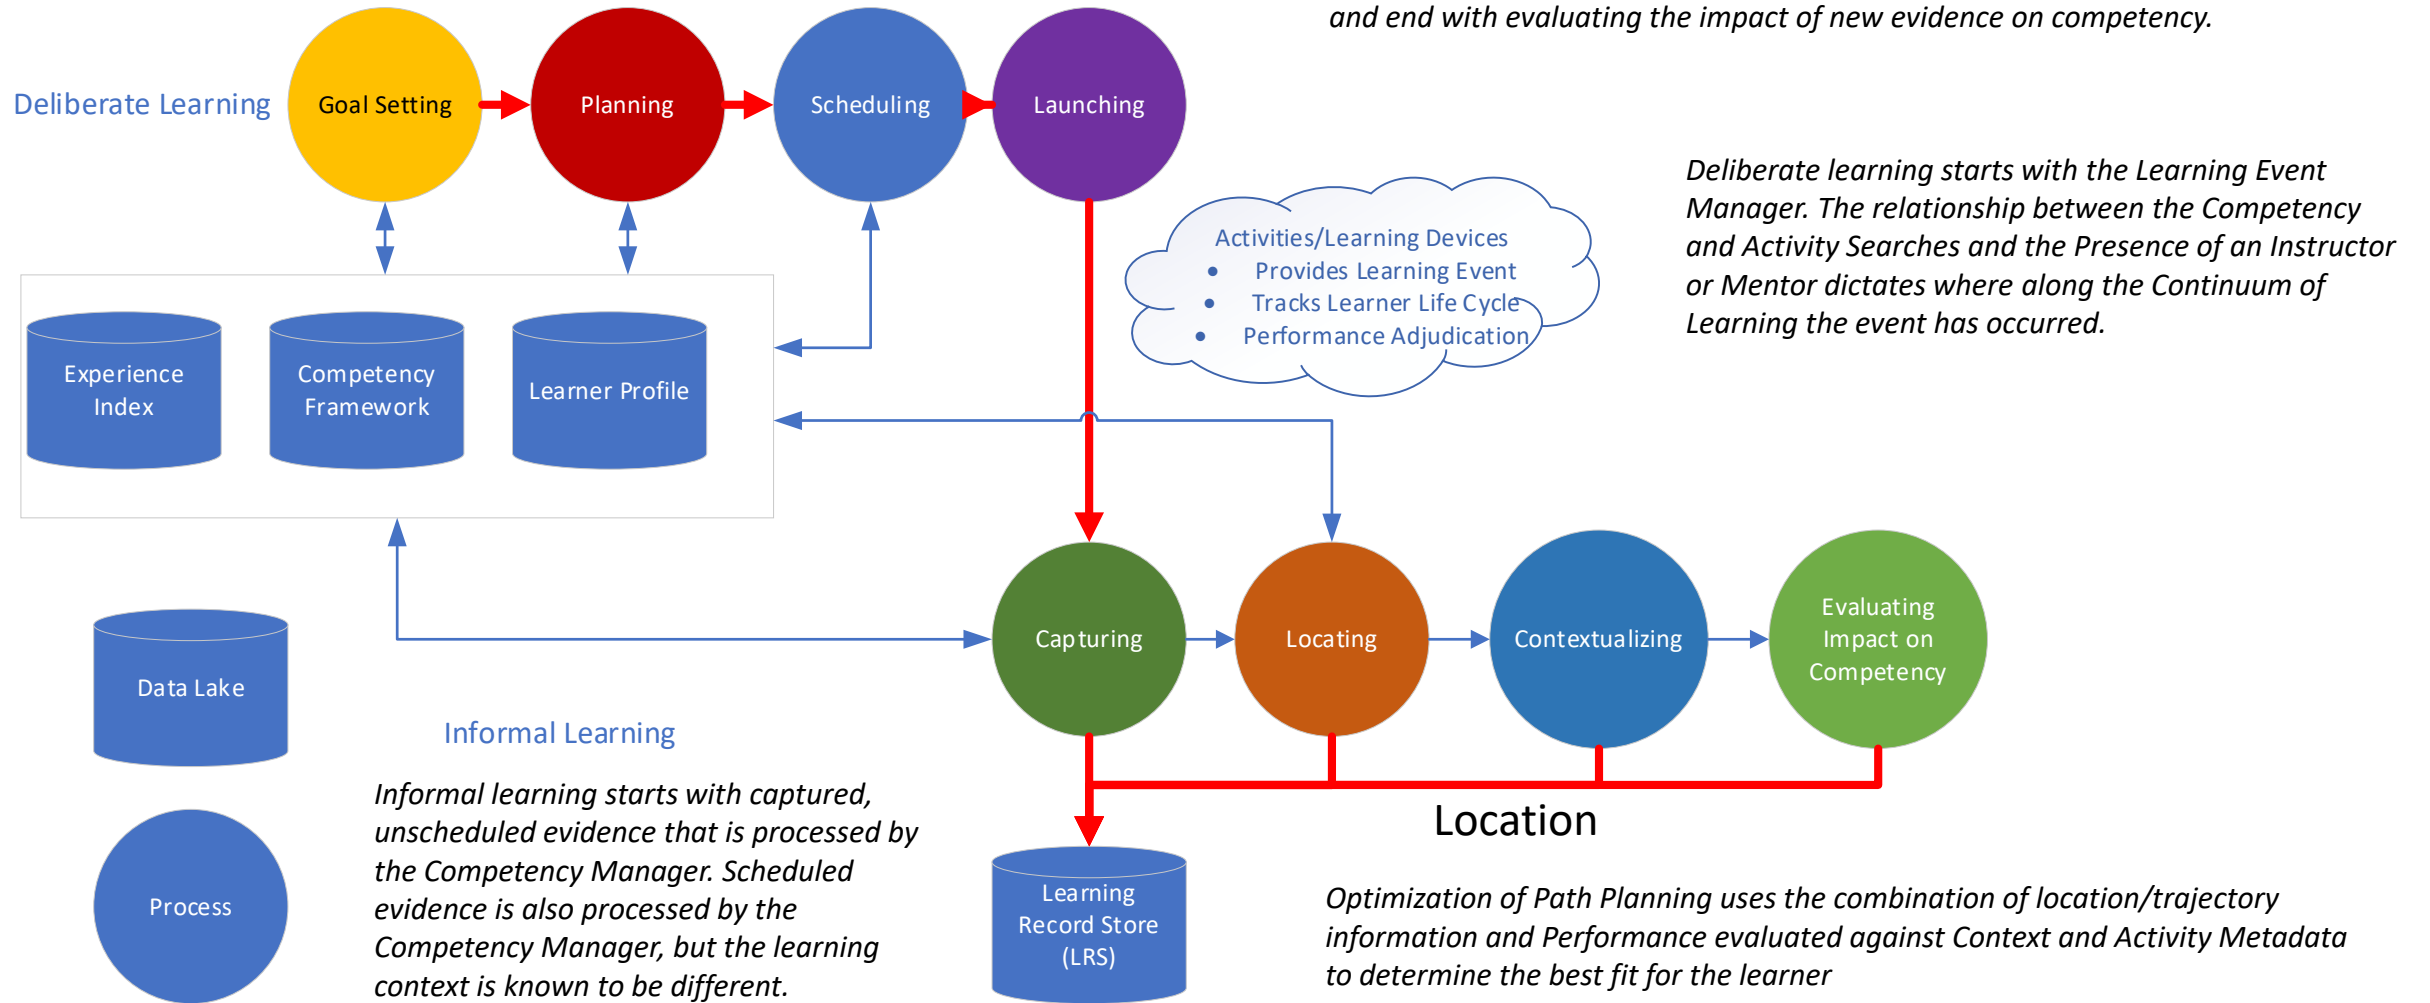 and end with evaluating the impact of new evidence on competency.
Deliberate Learning
Goal Setting
Planning
Scheduling
Launching
Deliberate learning starts with the Learning Event
Manager. The relationship between the Competency
and Activity Searches and the Presence of an Instructor
or Mentor dictates where along the Continuum of
Learning the event has occurred.
Activities/Learning Devices
• Provides Learning Event
• Tracks Learner Life Cycle
• Performance Adjudication
Experience
Index
Competency
Framework
Learner Profile
Capturing
Locating
Contextualizing
Evaluating
Impact on
Competency
Data Lake
Informal Learning
Informal learning starts with captured,
unscheduled evidence that is processed by
the Competency Manager. Scheduled
evidence is also processed by the
Competency Manager, but the learning
context is known to be different.
Process
Location
Learning
Record Store
(LRS)
Optimization of Path Planning uses the combination of location/trajectory
information and Performance evaluated against Context and Activity Metadata
to determine the best fit for the learner